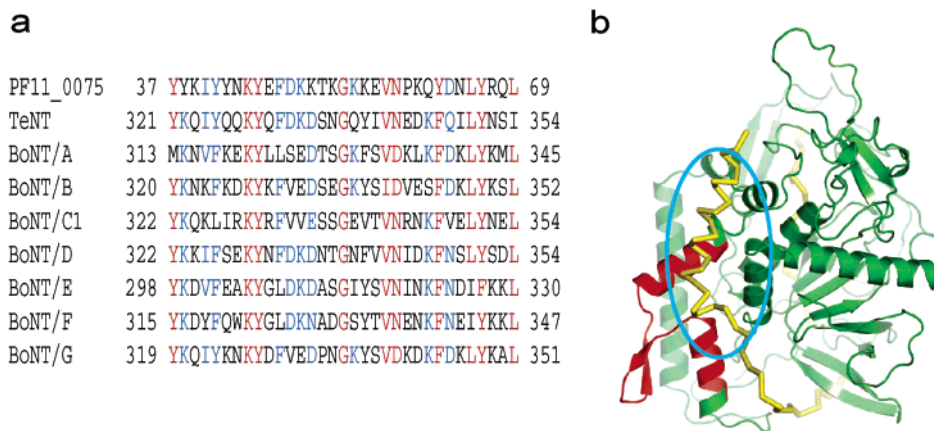 a
PF11_0075 37 YYKIYYNKYEFDKKTKGKKEVNPKQYDNLYRQL 69
TeNT 321 YKQIYQQKYQFDKDSNGQYIVNEDKFQILYNSI 354
BoNT/A 313 MKNVFKEKYLLSEDTSGKFSVDKLKFDKLYKML 345
BoNT/B 320 YKNKFKDKYKFVEDSEGKYSIDVESFDKLYKSL 352
BoNT/C1 322 YKQKLIRKYRFVVESSGEVTVNRNKFVELYNEL 354
BoNT/D 322 YKKIFSEKYNFDKDNTGNFVVNIDKFNSLYSDL 354
BoNT/E 298 YKDVFEAKYGLDKDASGIYSVNINKFNDIFKKL 330
BoNT/F 315 YKDYFQWKYGLDKNADGSYTVNENKFNEIYKKL 347
BoNT/G 319 YKQIYKNKYDFVEDPNGKYSVDKDKFDKLYKAL 351
b